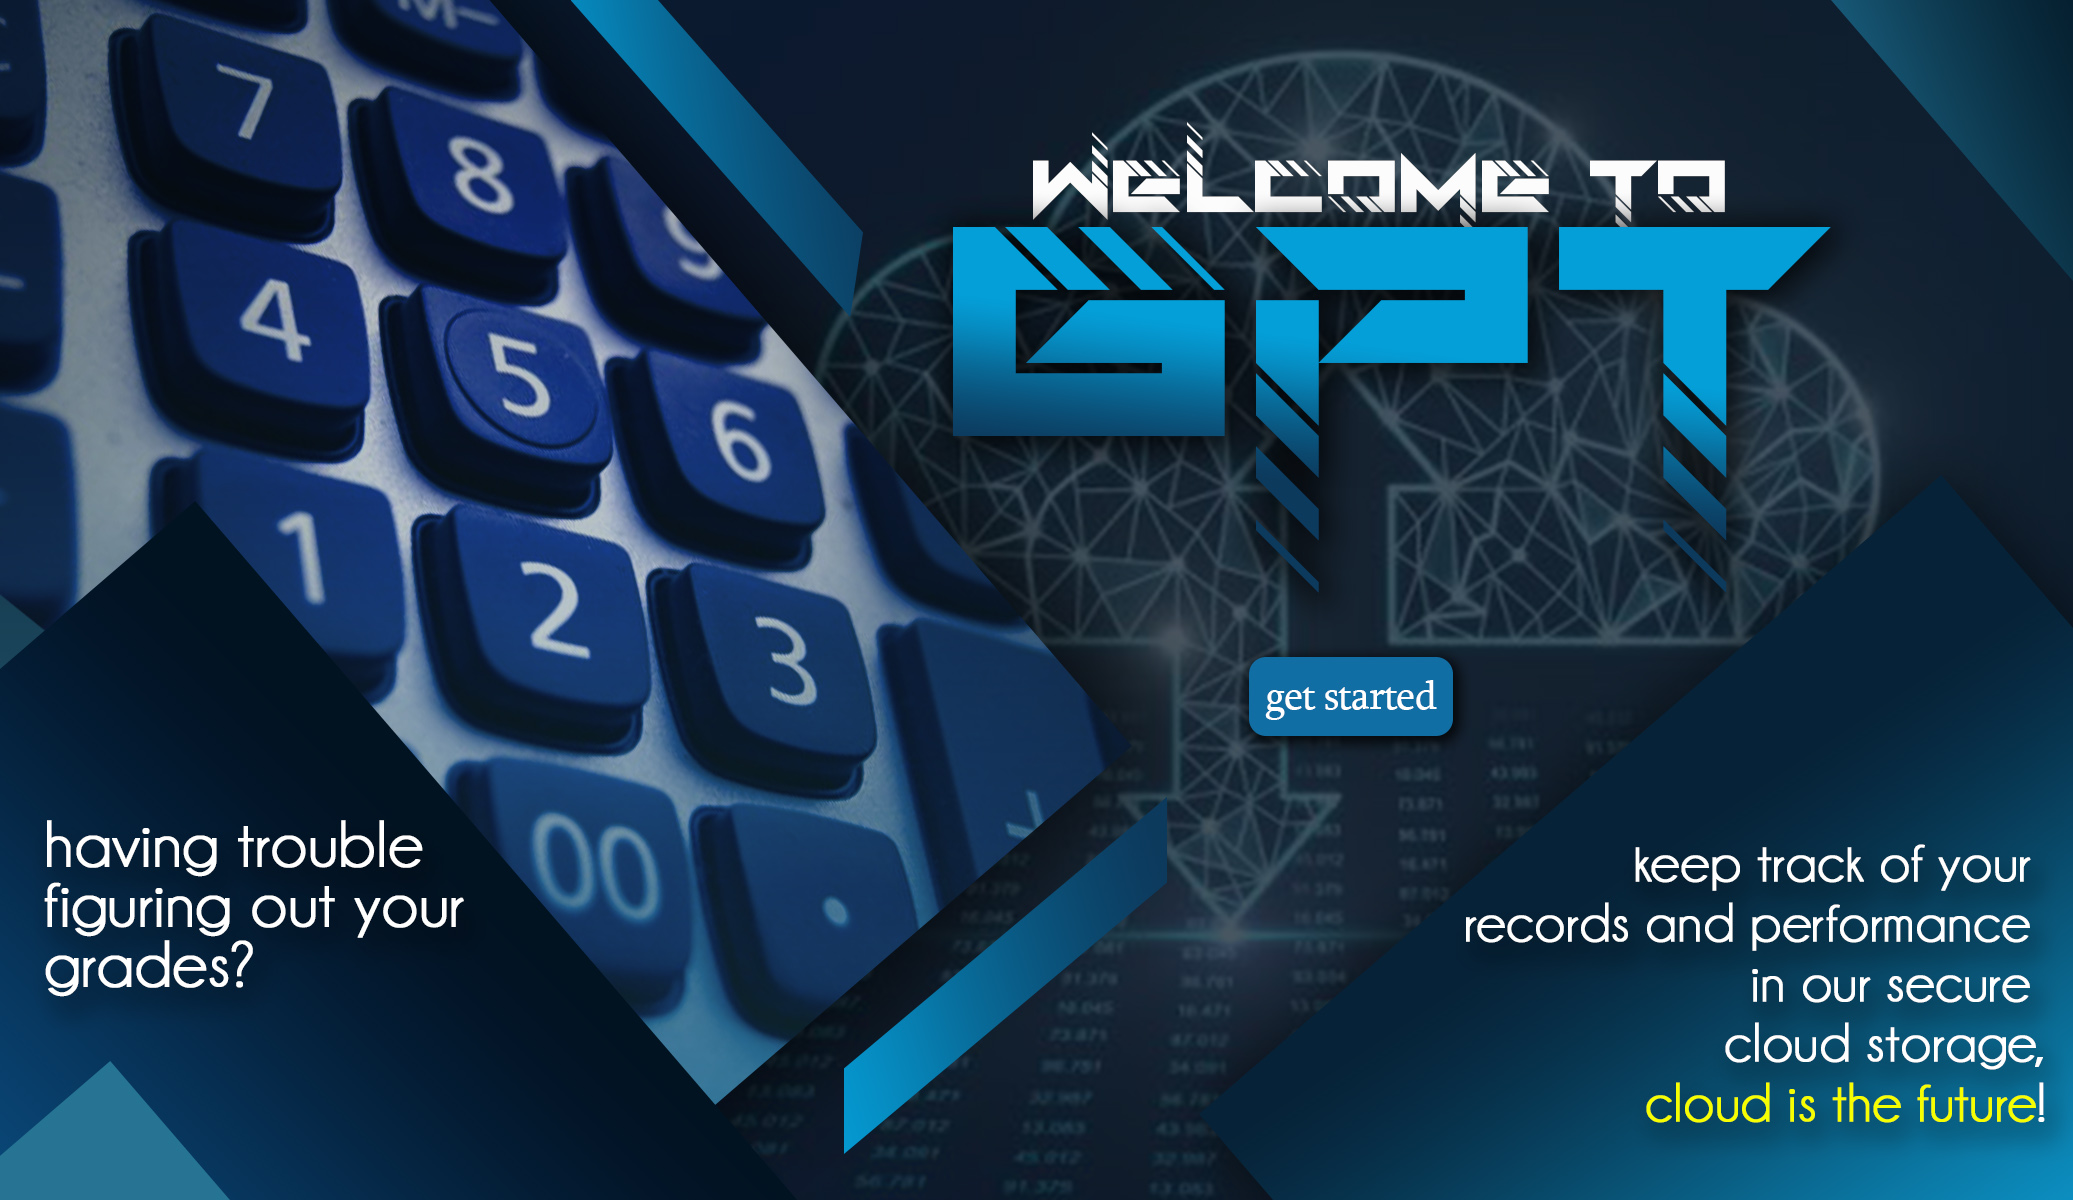 M-
7
8
9
4
5
6
1
2
3
00
.
WELCOME TO
GPT
get started
having trouble
figuring out your
grades?
keep track of your
records and performance
in our secure
cloud storage,
cloud is the future!